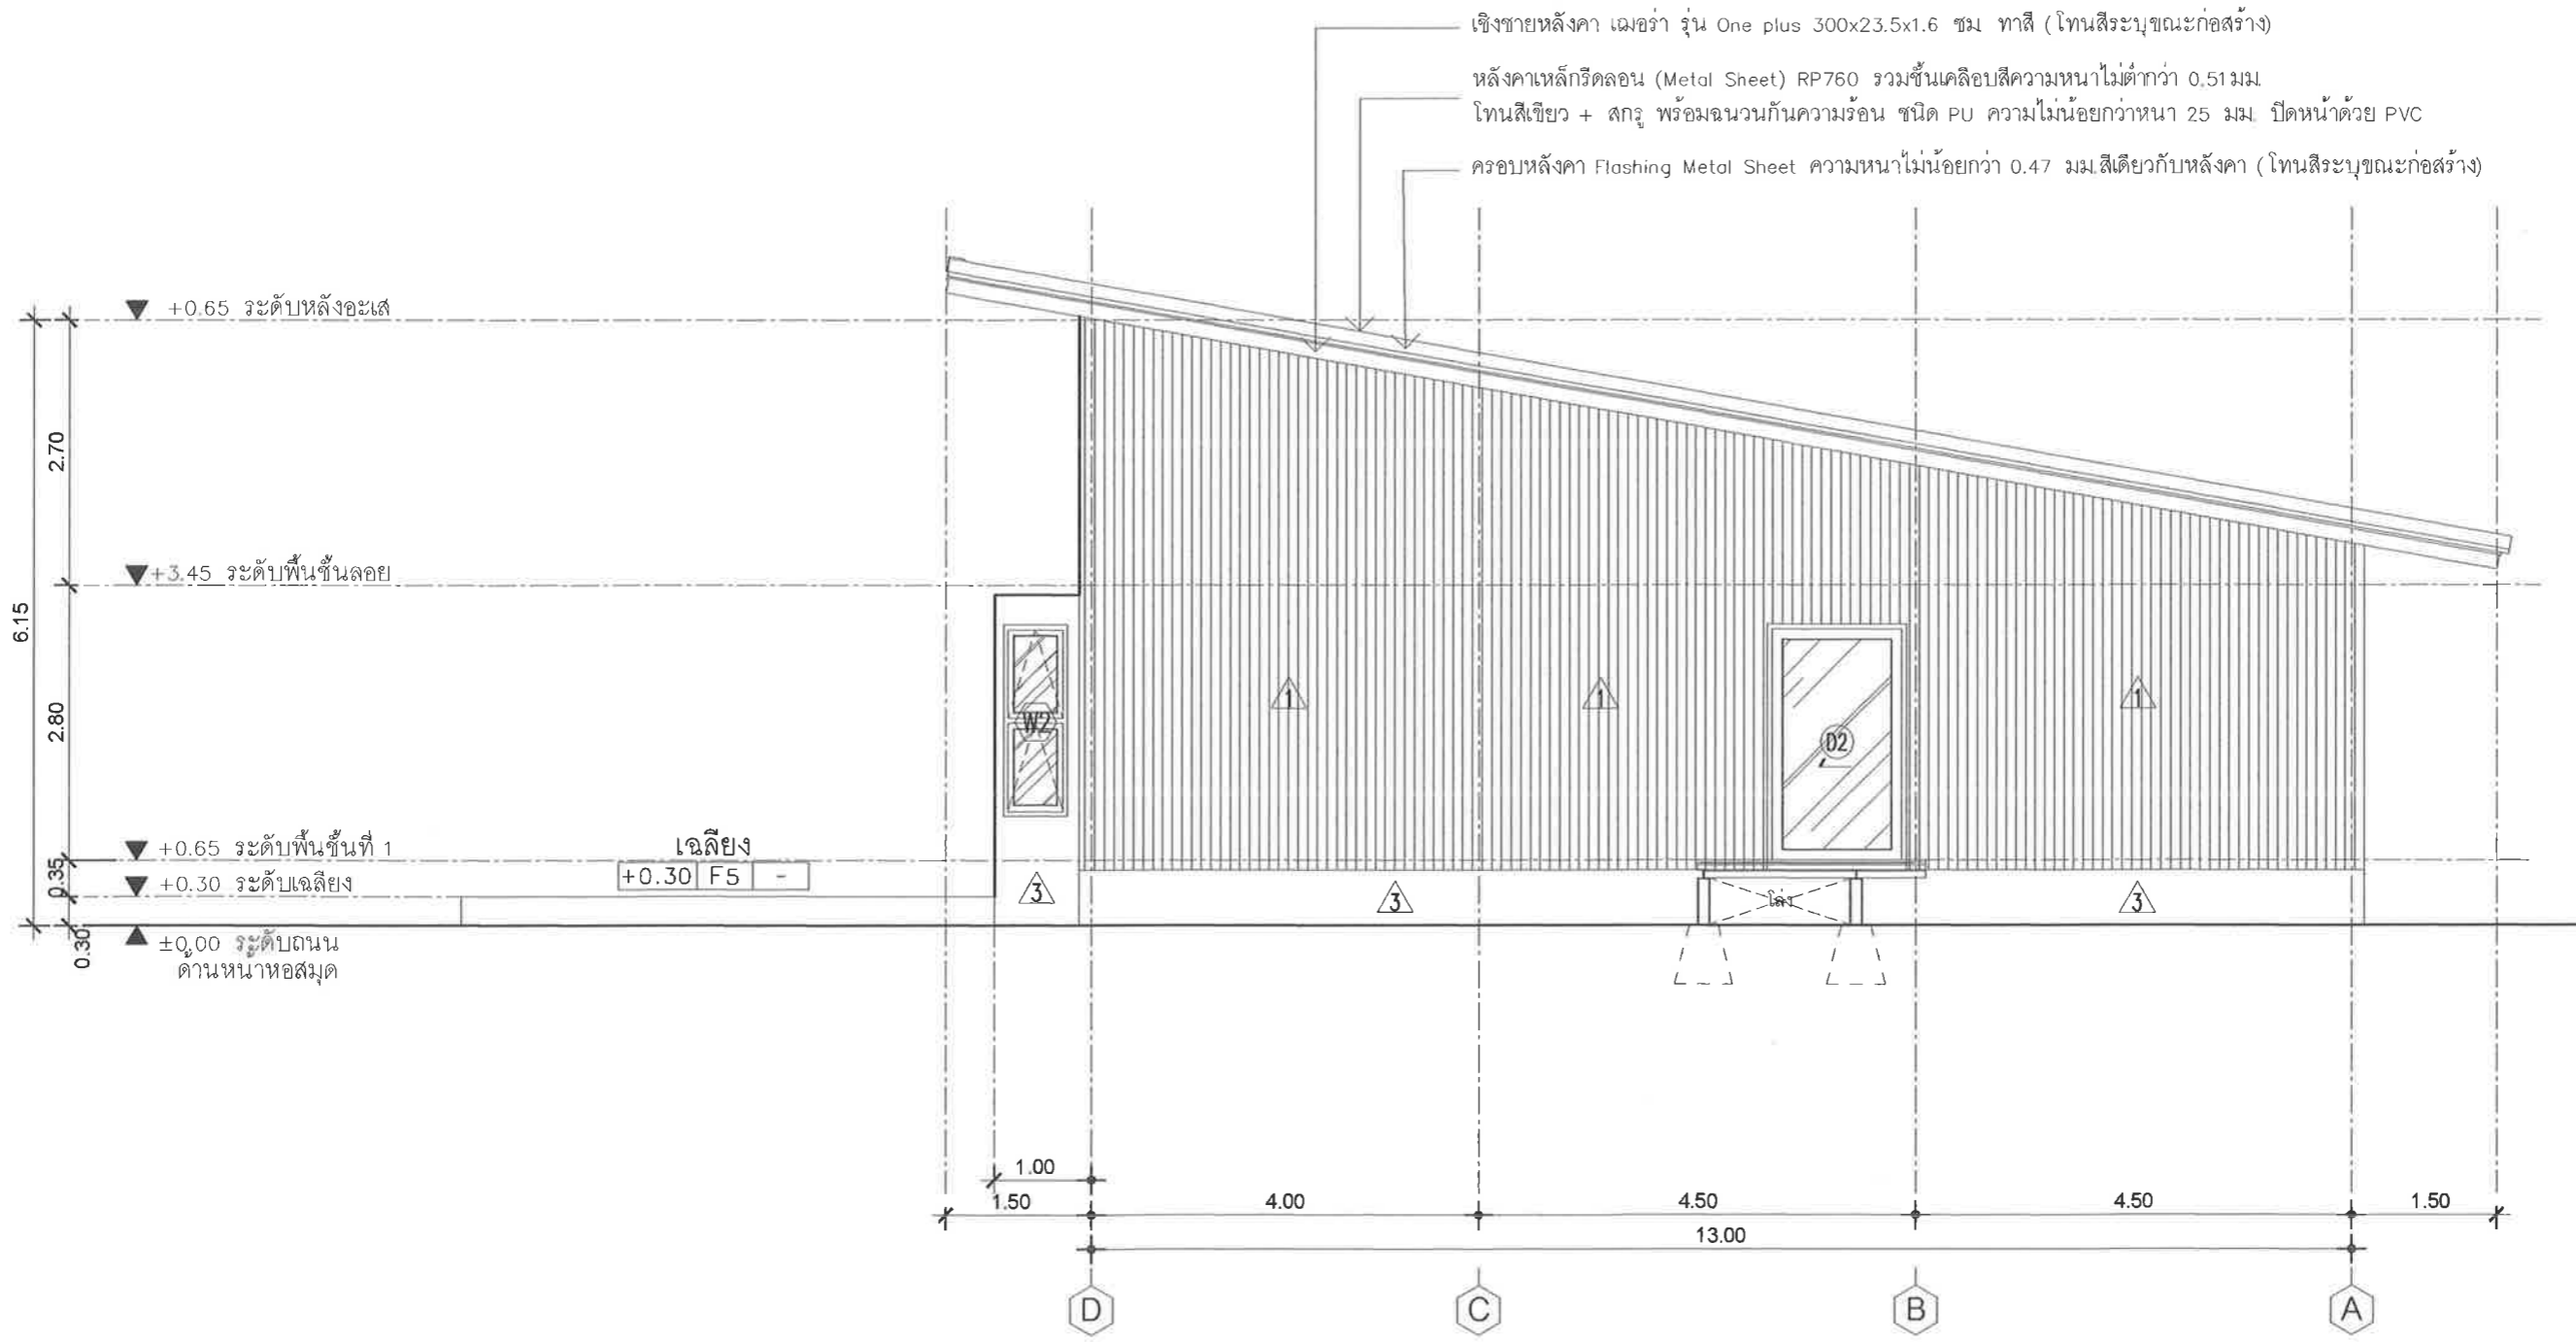 เชิงชายหลังคา เฌอร่า รุ่น One plus 300x23.5x1.6 ซม. ทาสี (โทนสีระบุขณะก่อสร้าง)
หลังคาเหล็กรีดลอน (Metal Sheet) RP760 รวมชั้นเคลือบสีความหนาไม่ต่ำกว่า 0.51 มม.
โทนสีเขียว + สกรู พร้อมฉนวนกันความร้อน ชนิด PU ความไม่น้อยกว่าหนา 25 มม. ปิดหน้าด้วย PVC
ครอบหลังคา Flashing Metal Sheet ความหนาไม่น้อยกว่า 0.47 มม.สีเดียวกับหลังคา (โทนสีระบุขณะก่อสร้าง)
+0.65 ระดับหลังอะเส
2.70
+3.45 ระดับพื้นชั้นลอย
6.15
2.80
W2
1
1
1
D2
+0.65 ระดับพื้นชั้นที่ 1
เฉลียง
+0.30 F5 -
0.35
+0.30 ระดับเฉลียง
3
3
โล่ง
3
0.30
±0.00 ระดับถนน
ด้านหน้าหอสมุด
1.00
1.50
4.00
4.50
4.50
1.50
13.00
D
C
B
A